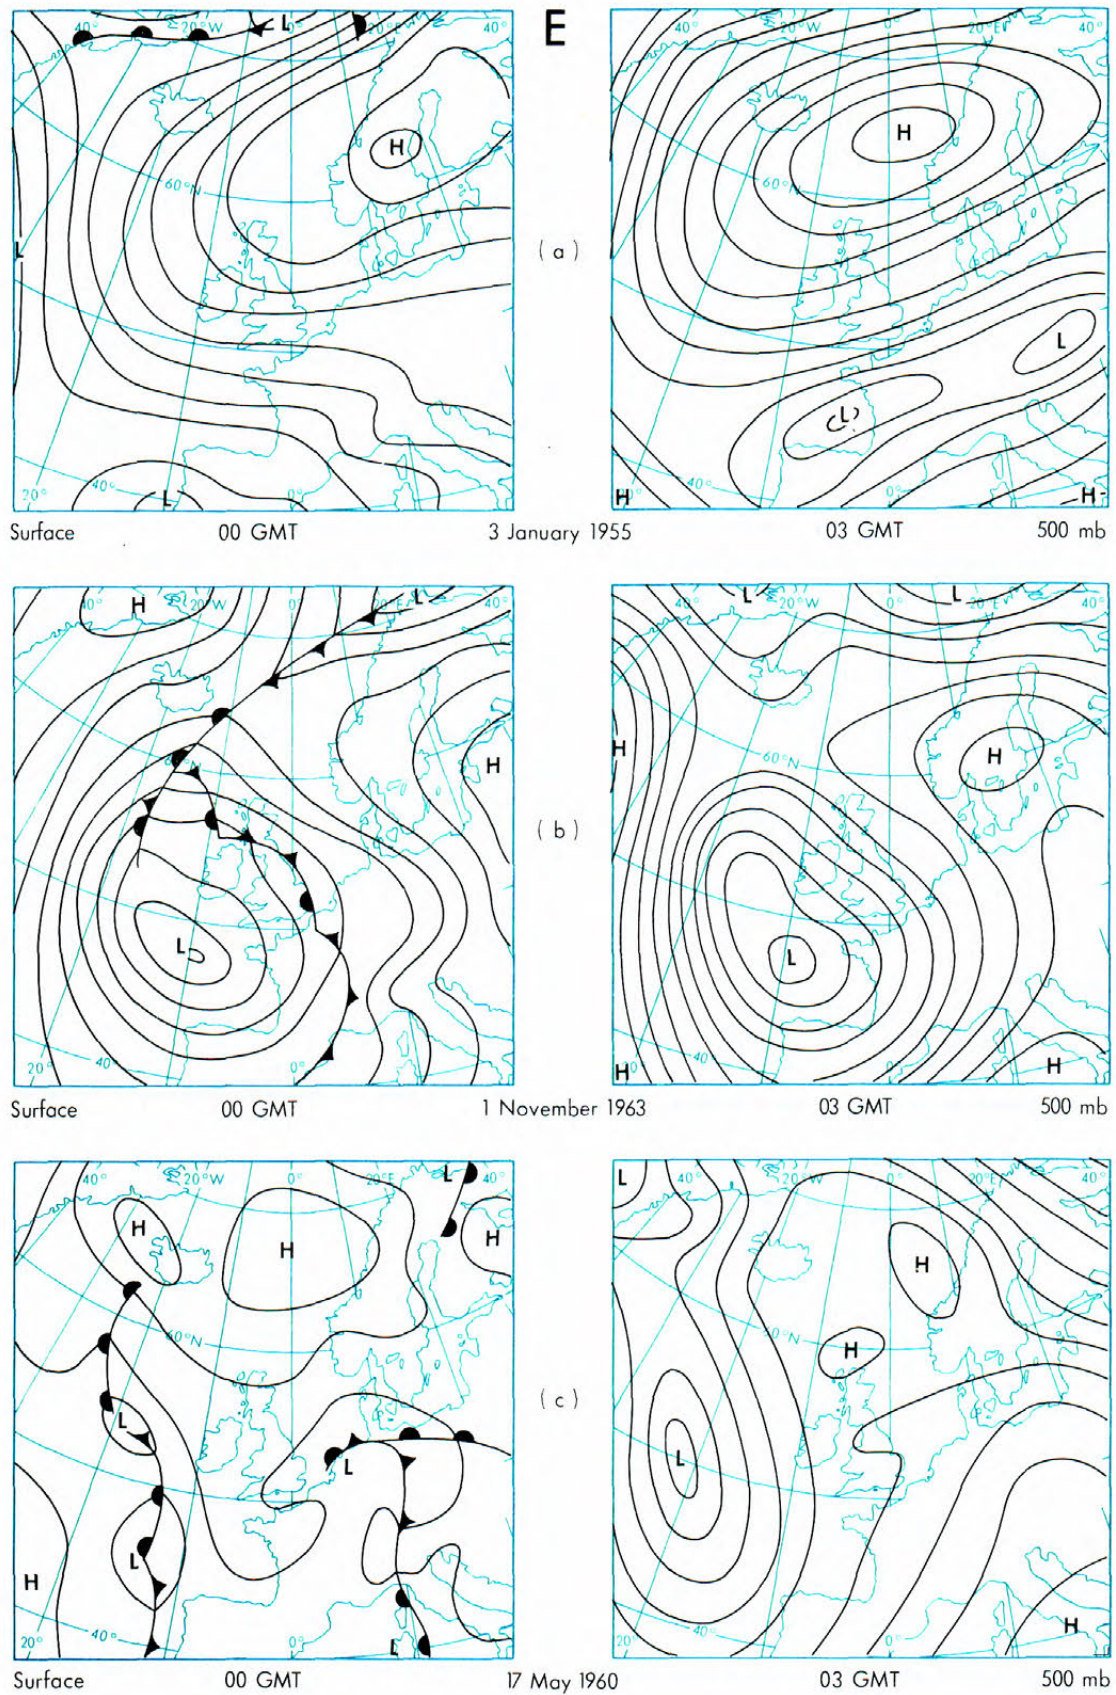 E
40° 20°W L 0° 20°E 40°
H
60°N
L
20° 40° L 0°
40° 20°W 0° 20°E 40°
H
60°N
L
L
H 40° 0° H
(a)
Surface 00 GMT 3 January 1955 03 GMT 500 mb
40° H 20°W 0° 20°E L 40°
60°N H
L
20° 40° 0°
40° L 20°W 0° L 20°E 40°
H 60°N H
L
H 20° 40° 0° H
(b)
Surface 00 GMT 1 November 1963 03 GMT 500 mb
40° 20°W 0° 20°E L 40°
H H H
60°N
L L
L
H
20° 40° 0° L
L 40° 20°W 0° 20°E 40°
H
60°N H
L
20° 40° 0° H
(c)
Surface 00 GMT 17 May 1960 03 GMT 500 mb